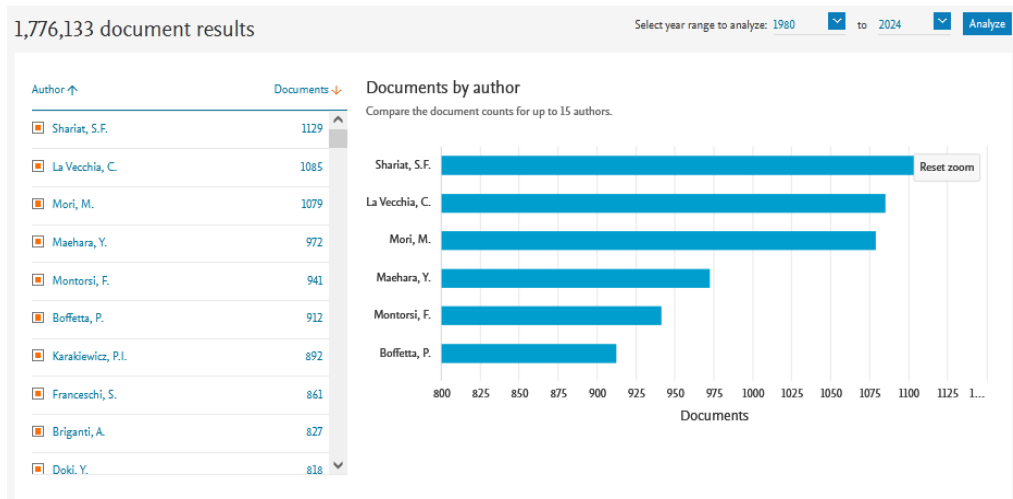 1,776,133 document results
Select year range to analyze: 1980 to 2024 Analyze
Author Documents
Shariat, S.F. 1129
La Vecchia, C. 1085
Mori, M. 1079
Maehara, Y. 972
Montorsi, F. 941
Boffetta, P. 912
Karakiewicz, P.I. 892
Franceschi, S. 861
Briganti, A. 827
Doki, Y. 818
Documents by author
Compare the document counts for up to 15 authors.
Shariat, S.F.
Reset zoom
La Vecchia, C.
Mori, M.
Maehara, Y.
Montorsi, F.
Boffetta, P.
800 825 850 875 900 925 950 975 1000 1025 1050 1075 1100 1125 1...
Documents